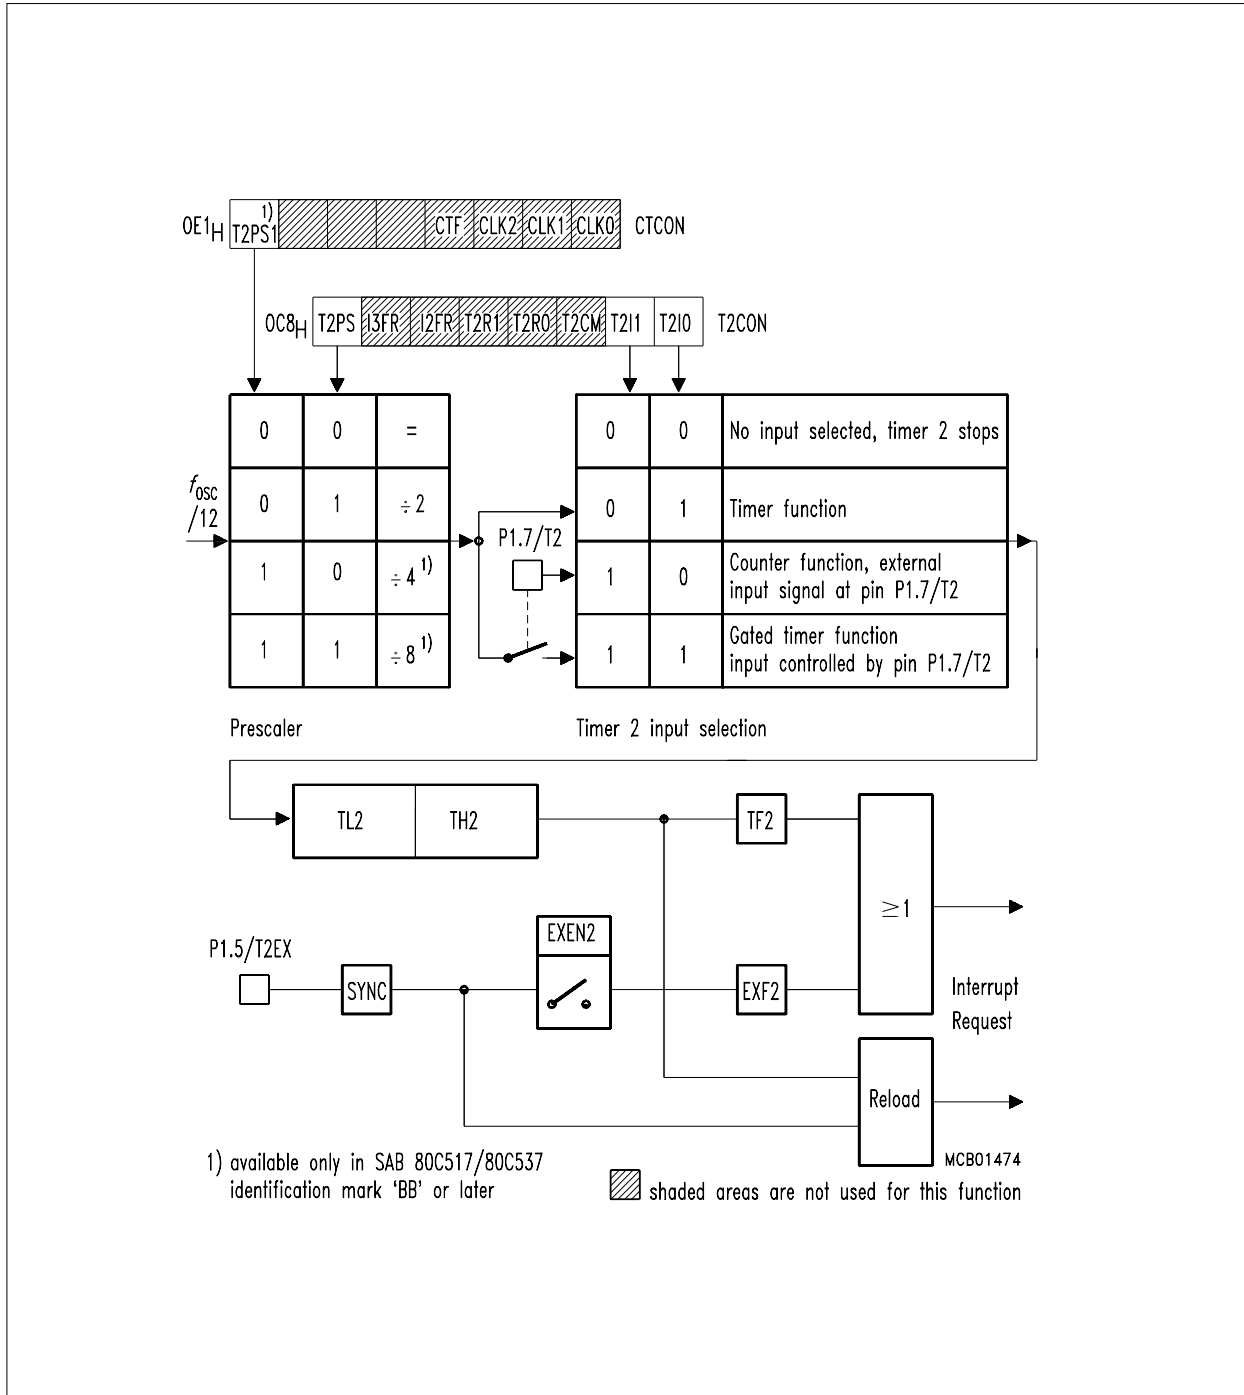 OE1H T2PS1 1) CTF CLK2 CLK1 CLK0 CTCON
OC8H T2PS I3FR I2FR T2R1 T2R0 T2CM T2I1 T2I0 T2CON
0 0 =
0 1 ÷2
1 0 ÷4 1)
1 1 ÷8 1)
fOSC
/12
P1.7/T2
0 0 No input selected, timer 2 stops
0 1 Timer function
1 0 Counter function, external
input signal at pin P1.7/T2
1 1 Gated timer function
input controlled by pin P1.7/T2
Prescaler
Timer 2 input selection
TL2 TH2 TF2
≥1
P1.5/T2EX
SYNC
EXEN2
EXF2
Interrupt
Request
Reload
MCB01474
1) available only in SAB 80C517/80C537
identification mark 'BB' or later
shaded areas are not used for this function